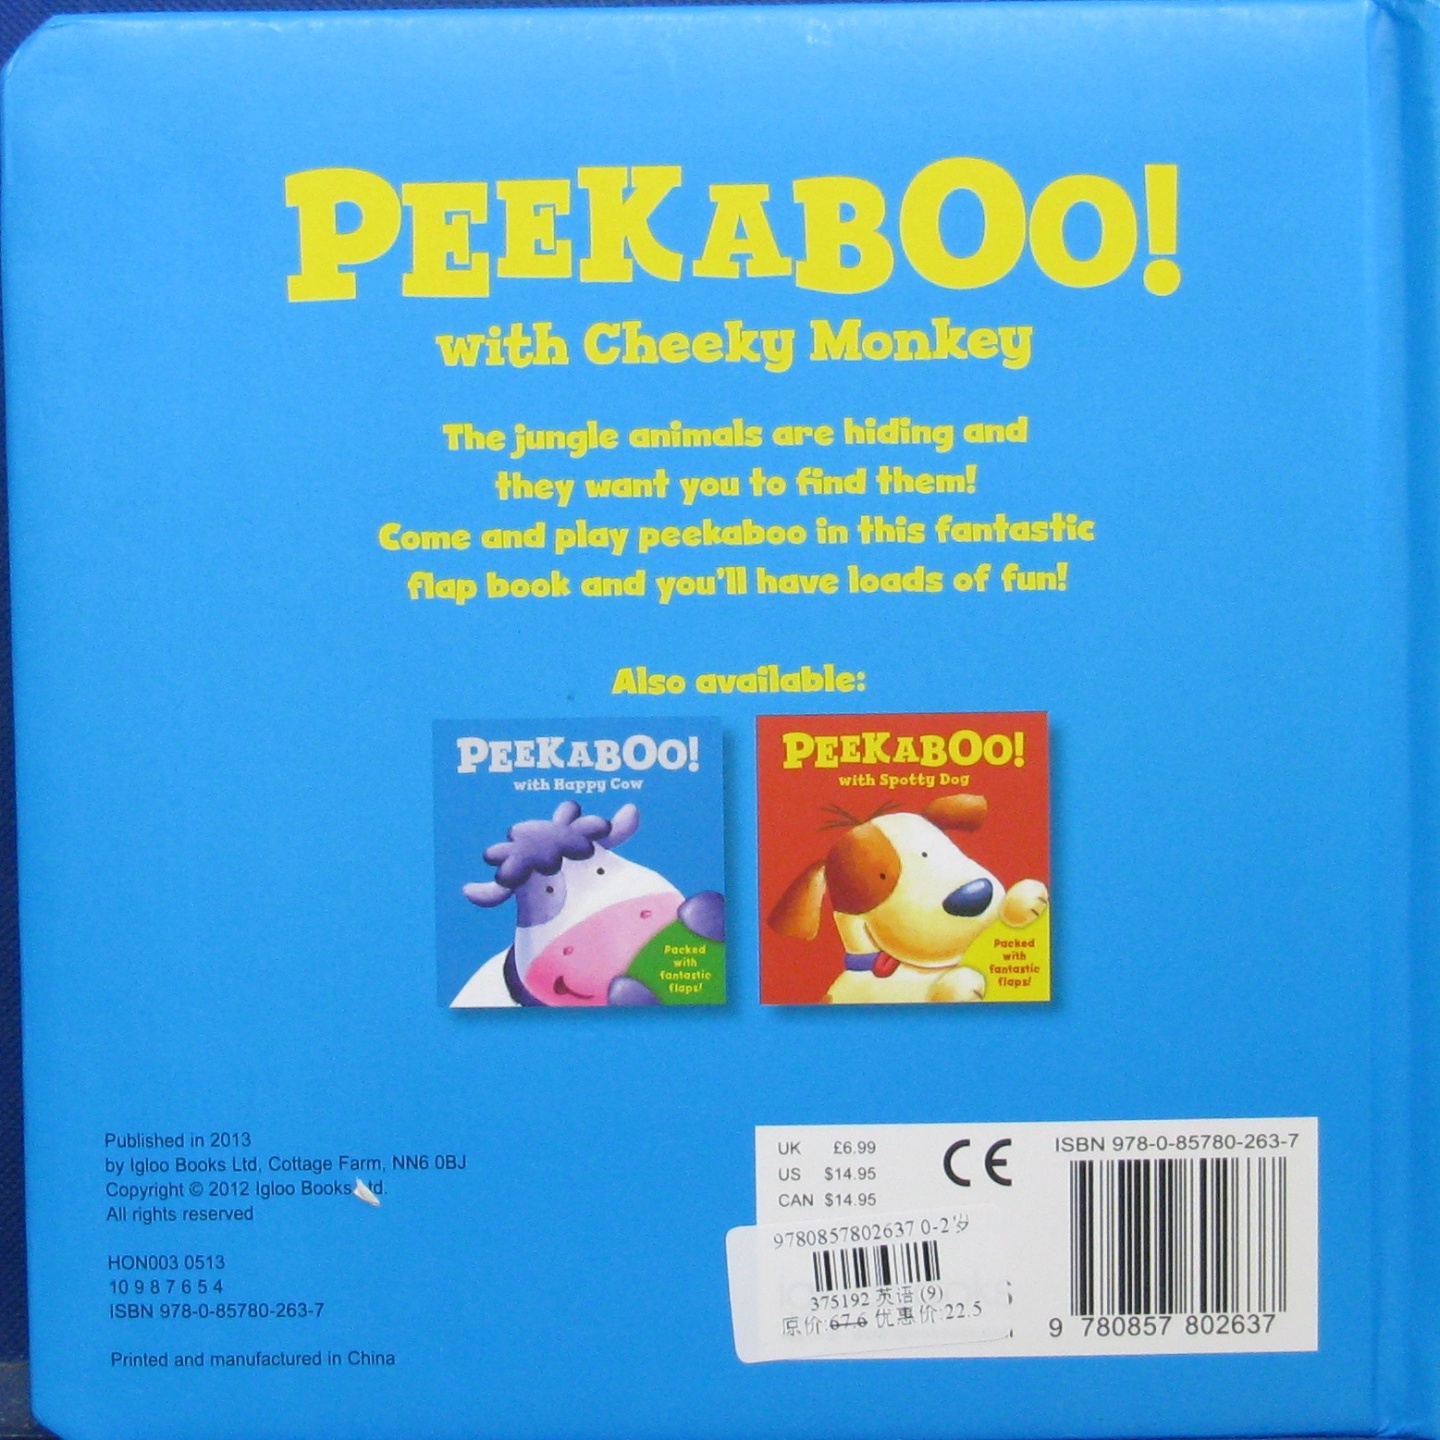 PEEKABOO!
with Cheeky Monkey
The jungle animals are hiding and
they want you to find them!
Come and play peekaboo in this fantastic
flap book and you'll have loads of fun!
Also available:
PEEKABOO!
with Happy Cow
Packed
with
fantastic
flaps!
PEEKABOO!
with Spotty Dog
Packed
with
fantastic
flaps!
Published in 2013
by Igloo Books Ltd, Cottage Farm, NN6 0BJ
Copyright © 2012 Igloo Books td.
All rights reserved
HON003 0513
10 9 8 7 6 5 4
ISBN 978-0-85780-263-7
Printed and manufactured in China
UK £6.99
US $14.95
CAN $14.95
CE
ISBN 978-0-85780-263-7
9 780857 802637
9780857802637 0-2岁
375192 英语(9)
原价:67.6 优惠价:22.5